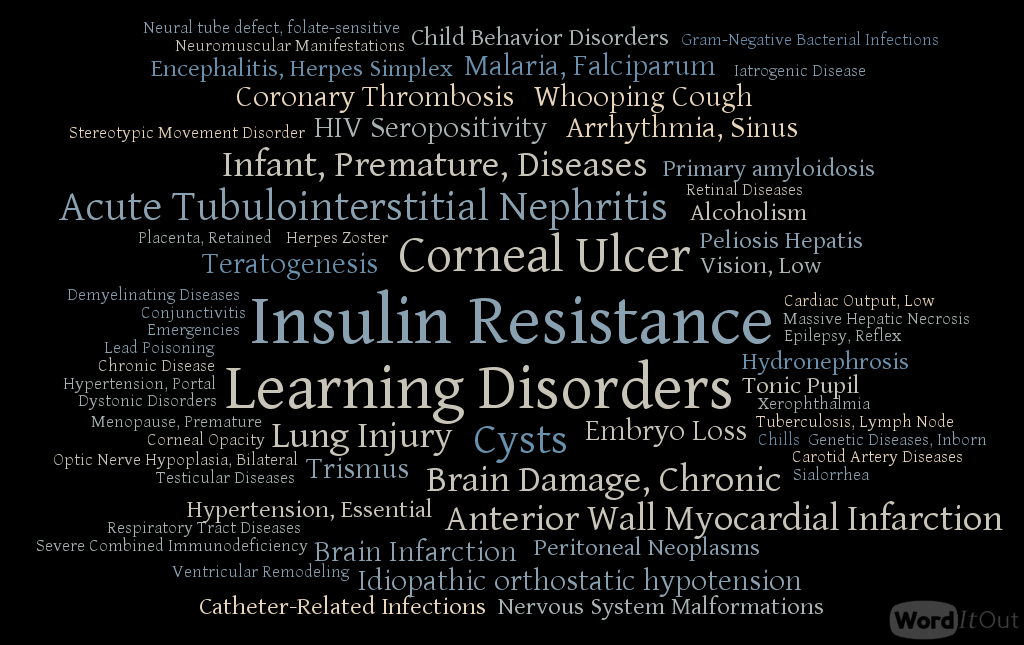 Neural tube defect, folate-sensitive
Neuromuscular Manifestations
Child Behavior Disorders
Gram-Negative Bacterial Infections
Encephalitis, Herpes Simplex
Malaria, Falciparum
Iatrogenic Disease
Coronary Thrombosis
Whooping Cough
Stereotypic Movement Disorder
HIV Seropositivity
Arrhythmia, Sinus
Infant, Premature, Diseases
Primary amyloidosis
Acute Tubulointerstitial Nephritis
Retinal Diseases
Alcoholism
Placenta, Retained
Herpes Zoster
Corneal Ulcer
Peliosis Hepatis
Teratogenesis
Vision, Low
Demyelinating Diseases
Conjunctivitis
Emergencies
Insulin Resistance
Cardiac Output, Low
Massive Hepatic Necrosis
Epilepsy, Reflex
Lead Poisoning
Chronic Disease
Hypertension, Portal
Dystonic Disorders
Learning Disorders
Hydronephrosis
Tonic Pupil
Xerophthalmia
Menopause, Premature
Corneal Opacity
Lung Injury
Cysts
Embryo Loss
Tuberculosis, Lymph Node
Chills
Genetic Diseases, Inborn
Optic Nerve Hypoplasia, Bilateral
Testicular Diseases
Trismus
Brain Damage, Chronic
Carotid Artery Diseases
Sialorrhea
Hypertension, Essential
Anterior Wall Myocardial Infarction
Respiratory Tract Diseases
Severe Combined Immunodeficiency
Brain Infarction
Peritoneal Neoplasms
Ventricular Remodeling
Idiopathic orthostatic hypotension
Catheter-Related Infections
Nervous System Malformations
WordItOut